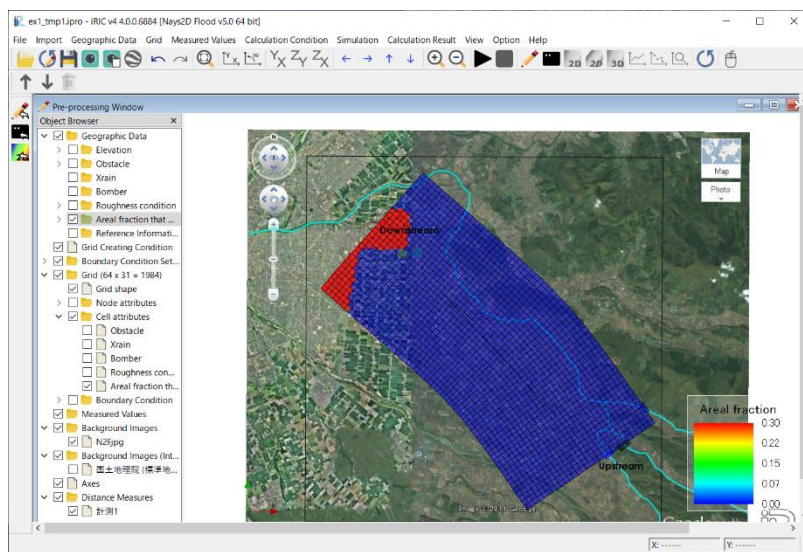 ex1_tmp1.ipro - iRIC v4 4.0.0.6884 [Nays2D Flood v5.0 64 bit]
File Import Geographic Data Grid Measured Values Calculation Condition Simulation Calculation Result View Option Help
Pre-processing Window
Object Browser
Geographic Data
Elevation
Obstacle
Xrain
Bomber
Roughness condition
Areal fraction that ...
Reference Informati...
Grid Creating Condition
Boundary Condition Set...
Grid (64 x 31 = 1984)
Grid shape
Node attributes
Cell attributes
Obstacle
Xrain
Bomber
Roughness con...
Areal fraction th...
Boundary Condition
Measured Values
Background Images
N2F.jpg
Background Images (Int...
国土地理院 (標準地...
Axes
Distance Measures
計測1
N
Map
Photo
Downstream
Upstream
Areal fraction
0.30
0.22
0.15
0.07
0.00
X: ------
Y: ------